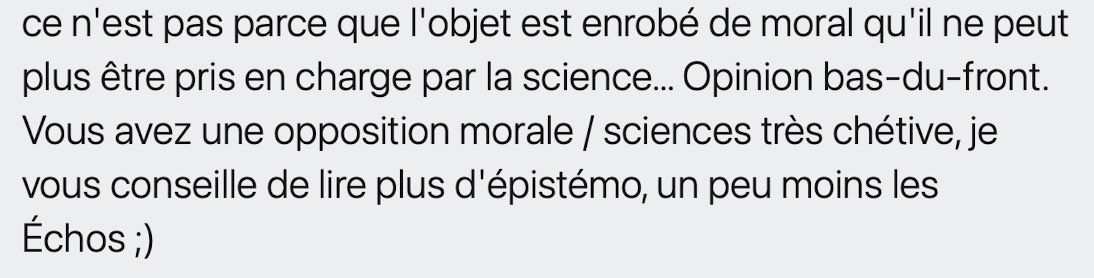 ce n'est pas parce que l'objet est enrobé de moral qu'il ne peut
plus être pris en charge par la science... Opinion bas-du-front.
Vous avez une opposition morale / sciences très chétive, je
vous conseille de lire plus d'épistémo, un peu moins les
Échos ;)